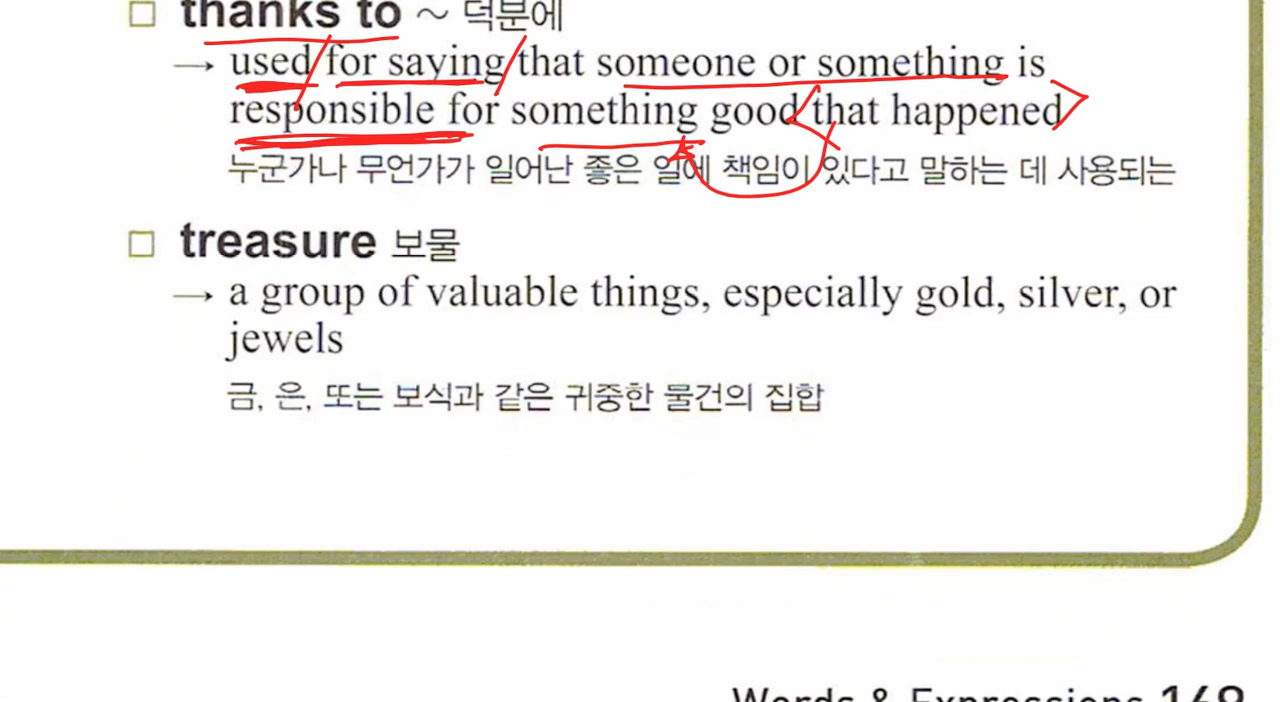 □ thanks to ~ 덕분에
→ used for saying that someone or something is
responsible for something good that happened
누군가나 무언가가 일어난 좋은 일에 책임이 있다고 말하는 데 사용되는
□ treasure 보물
→ a group of valuable things, especially gold, silver, or
jewels
금, 은, 또는 보석과 같은 귀중한 물건의 집합
Words & Expressions 169